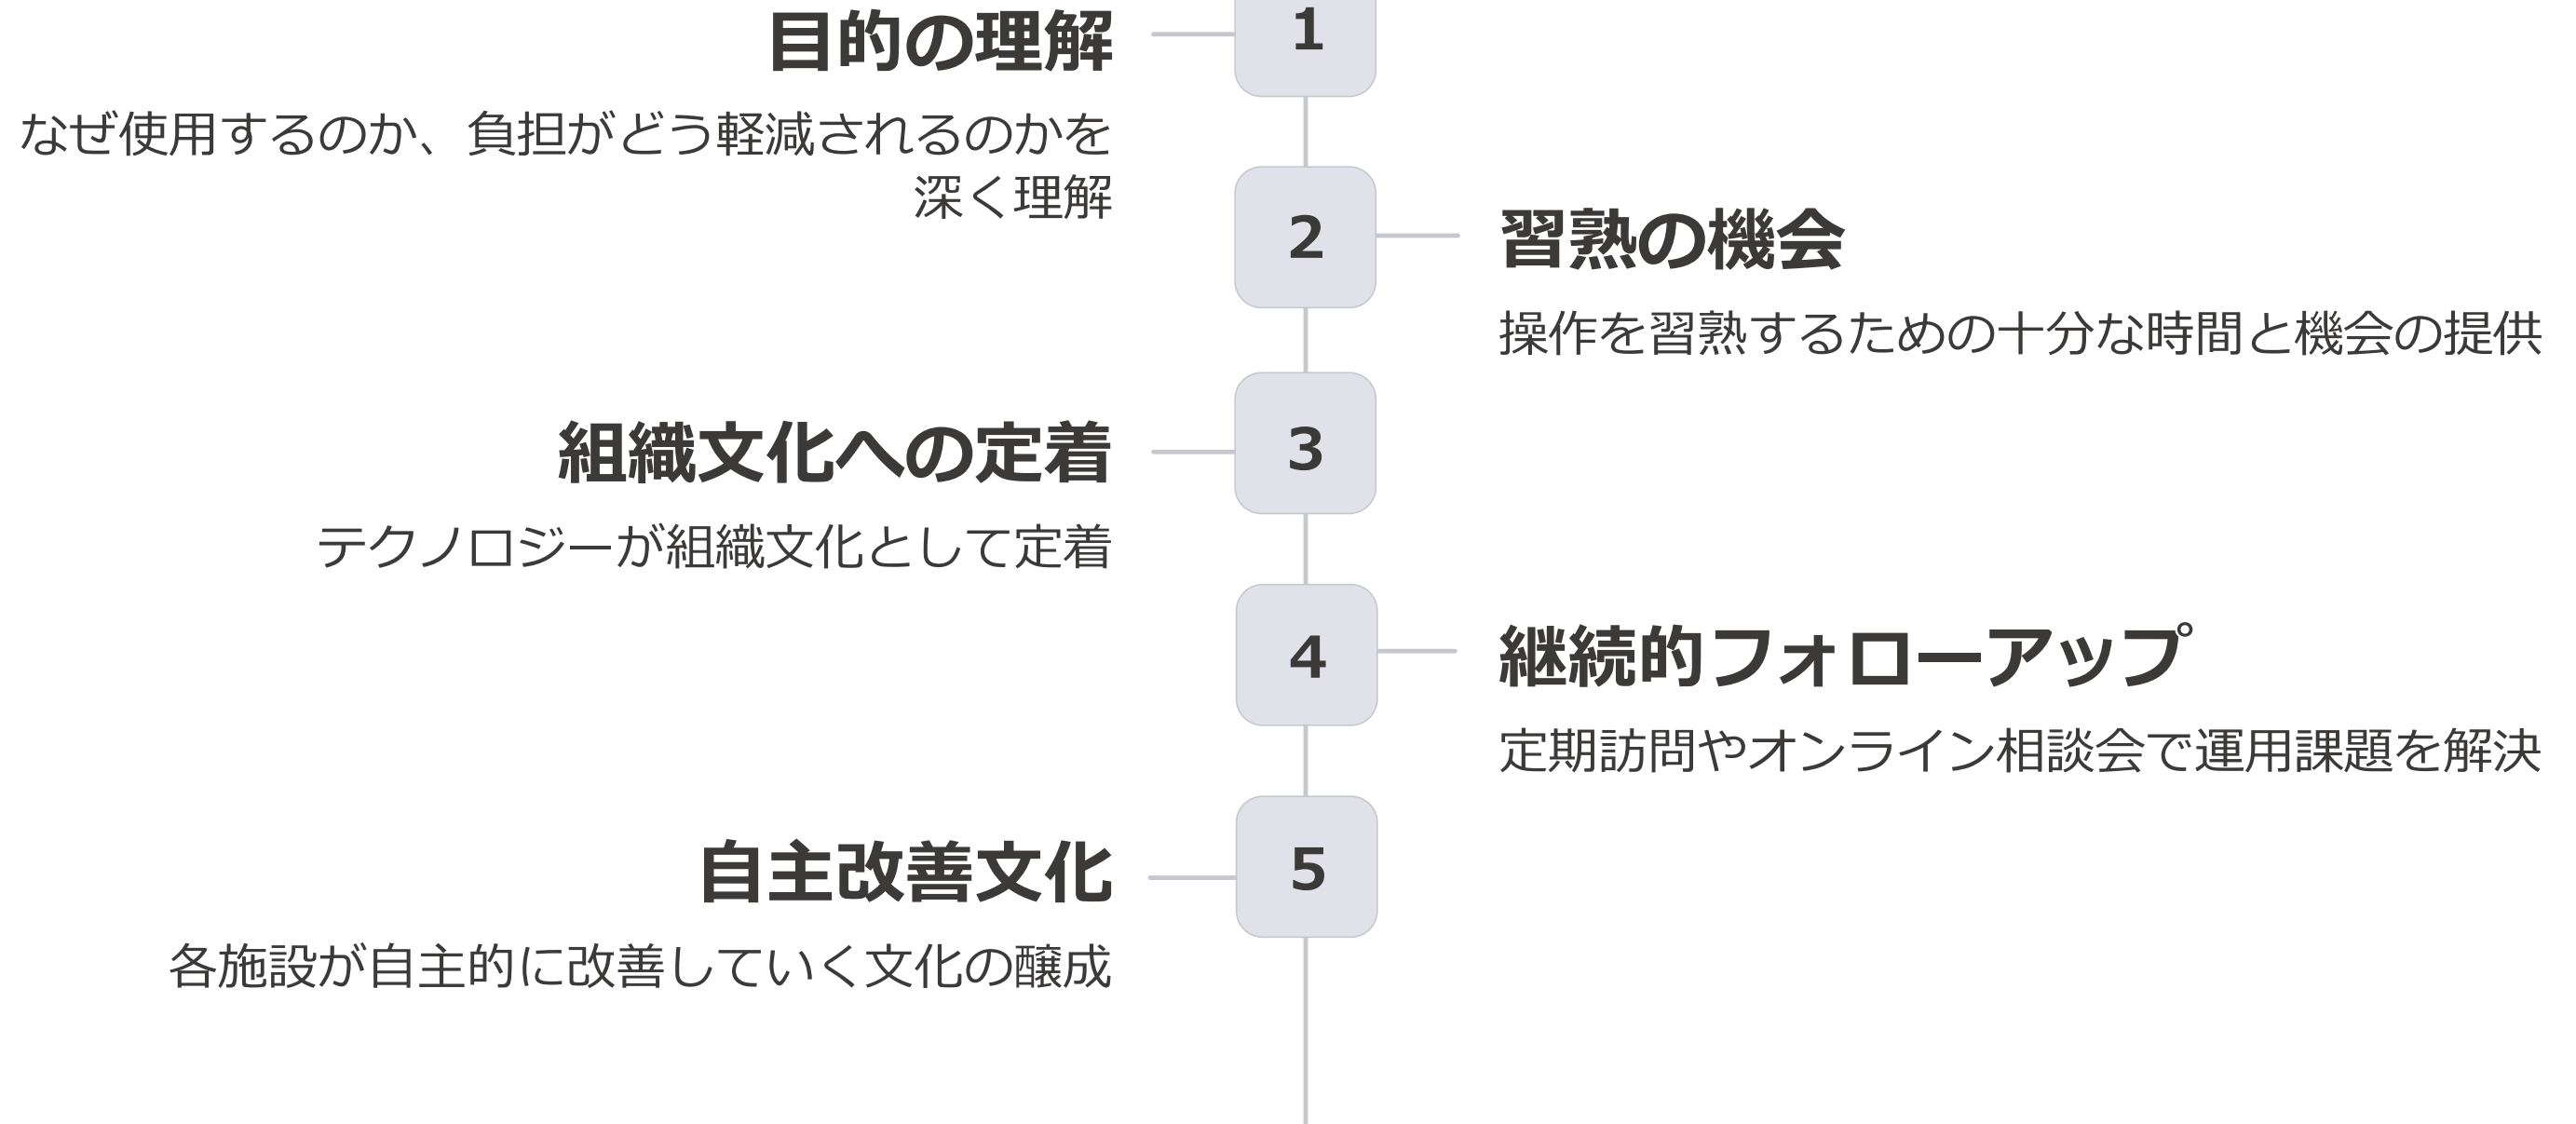 1
目的の理解
なぜ使用するのか、負担がどう軽減されるのかを
深く理解
2
習熟の機会
操作を習熟するための十分な時間と機会の提供
3
組織文化への定着
テクノロジーが組織文化として定着
4
継続的フォローアップ
定期訪問やオンライン相談会で運用課題を解決
5
自主改善文化
各施設が自主的に改善していく文化の醸成